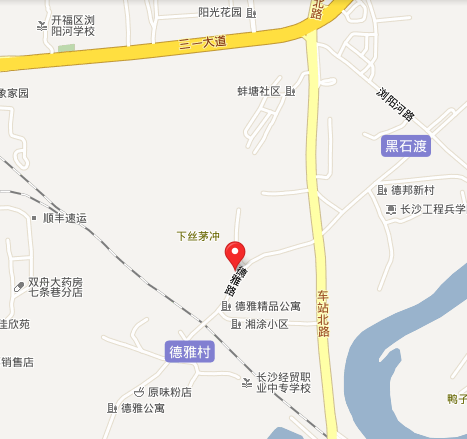 阳光花园
北路
开福区浏
阳河学校
三一大道
象家园
蚌塘社区
浏阳河路
黑石渡
德邦新村
长沙工程兵学
顺丰速运
下丝茅冲
德雅路
双舟大药房
七条巷分店
德雅精品公寓
车站北路
佳欣苑
湘涂小区
德雅村
销售店
长沙经贸职
业中专学校
原味粉店
鸭子
德雅公寓